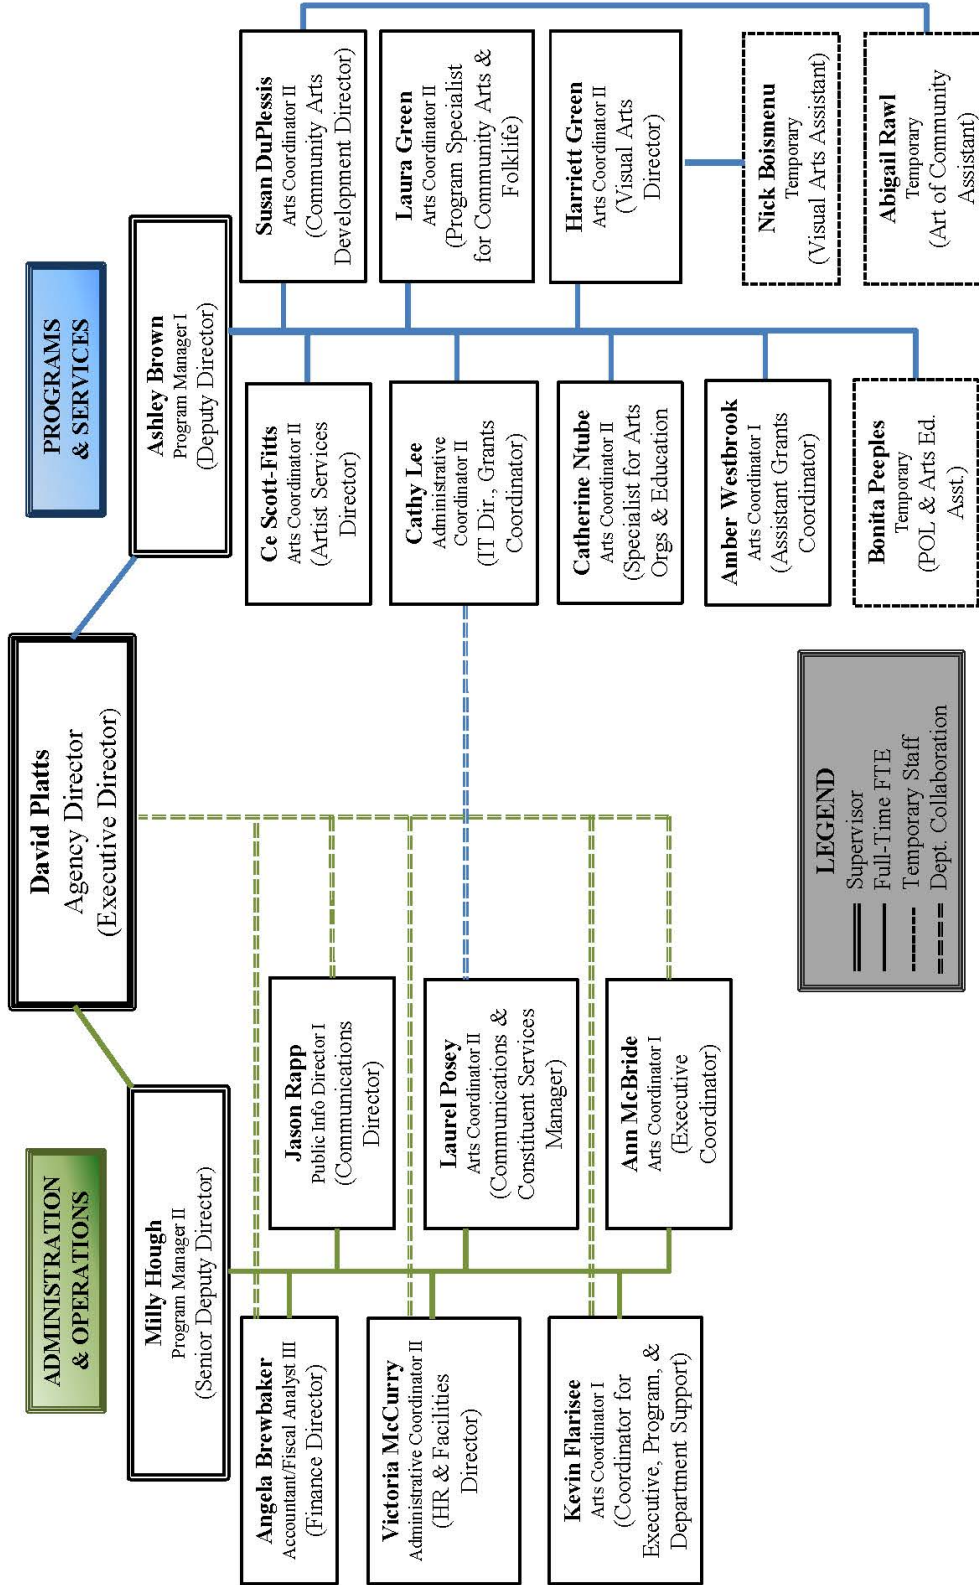 David Platts
Agency Director
(Executive Director)
ADMINISTRATION
& OPERATIONS
Milly Hough
Program Manager II
(Senior Deputy Director)
Angela Brewbaker
Accountant/Fiscal Analyst III
(Finance Director)
Victoria McCurry
Administrative Coordinator II
(HR & Facilities
Director)
Kevin Flarisee
Arts Coordinator I
(Coordinator for
Executive, Program, &
Department Support)
Jason Rapp
Public Info Director I
(Communications
Director)
Laurel Posey
Arts Coordinator II
(Communications &
Constituent Services
Manager)
Ann McBride
Arts Coordinator I
(Executive
Coordinator)
PROGRAMS
& SERVICES
Ashley Brown
Program Manager I
(Deputy Director)
Ce Scott-Fitts
Arts Coordinator II
(Artist Services
Director)
Cathy Lee
Administrative
Coordinator II
(IT Dir., Grants
Coordinator)
Catherine Ntube
Arts Coordinator II
(Specialist for Arts
Orgs & Education)
Amber Westbrook
Arts Coordinator I
(Assistant Grants
Coordinator)
Bonita Peeples
Temporary
(POL & Arts Ed.
Asst.)
Susan DuPlessis
Arts Coordinator II
(Community Arts
Development Director)
Laura Green
Arts Coordinator II
(Program Specialist
for Community Arts &
Folklife)
Harriett Green
Arts Coordinator II
(Visual Arts
Director)
Nick Boismenu
Temporary
(Visual Arts Assistant)
Abigail Rawl
Temporary
(Art of Community
Assistant)
LEGEND
Supervisor
Full-Time FTE
Temporary Staff
Dept. Collaboration